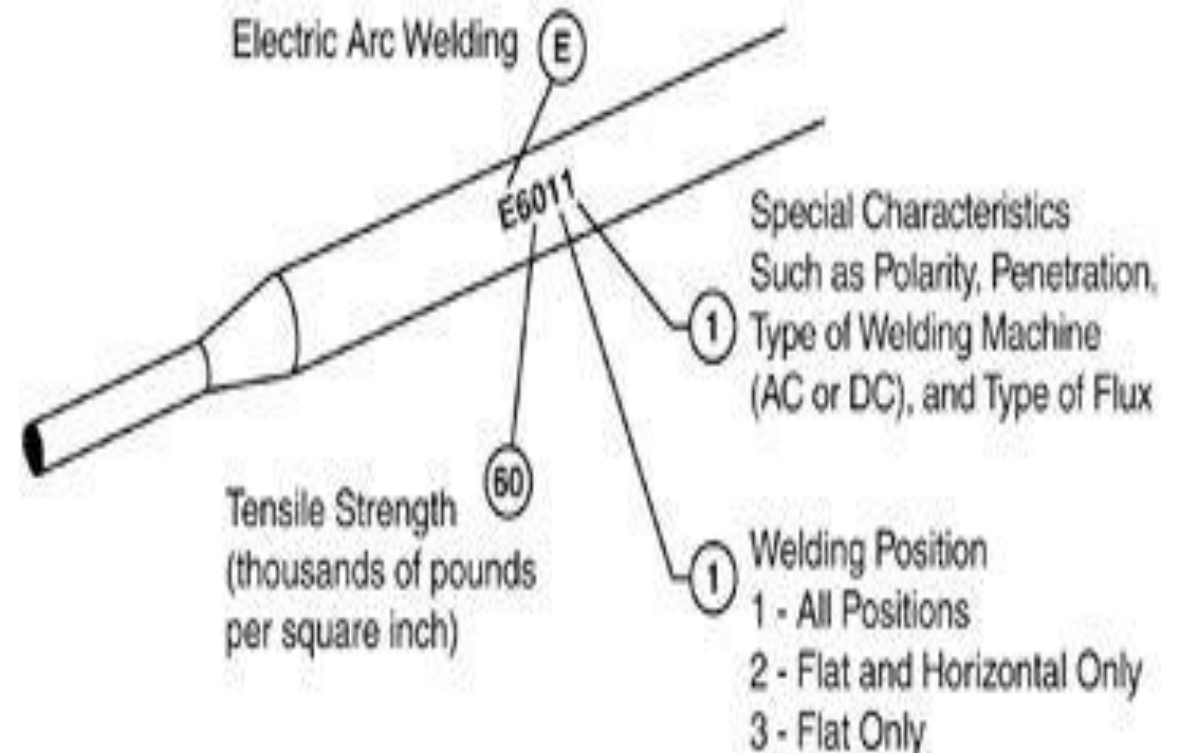 Electric Arc Welding E
E6011
Special Characteristics
Such as Polarity, Penetration,
1 Type of Welding Machine
(AC or DC), and Type of Flux
60
Tensile Strength
(thousands of pounds
per square inch)
1 Welding Position
1 - All Positions
2 - Flat and Horizontal Only
3 - Flat Only